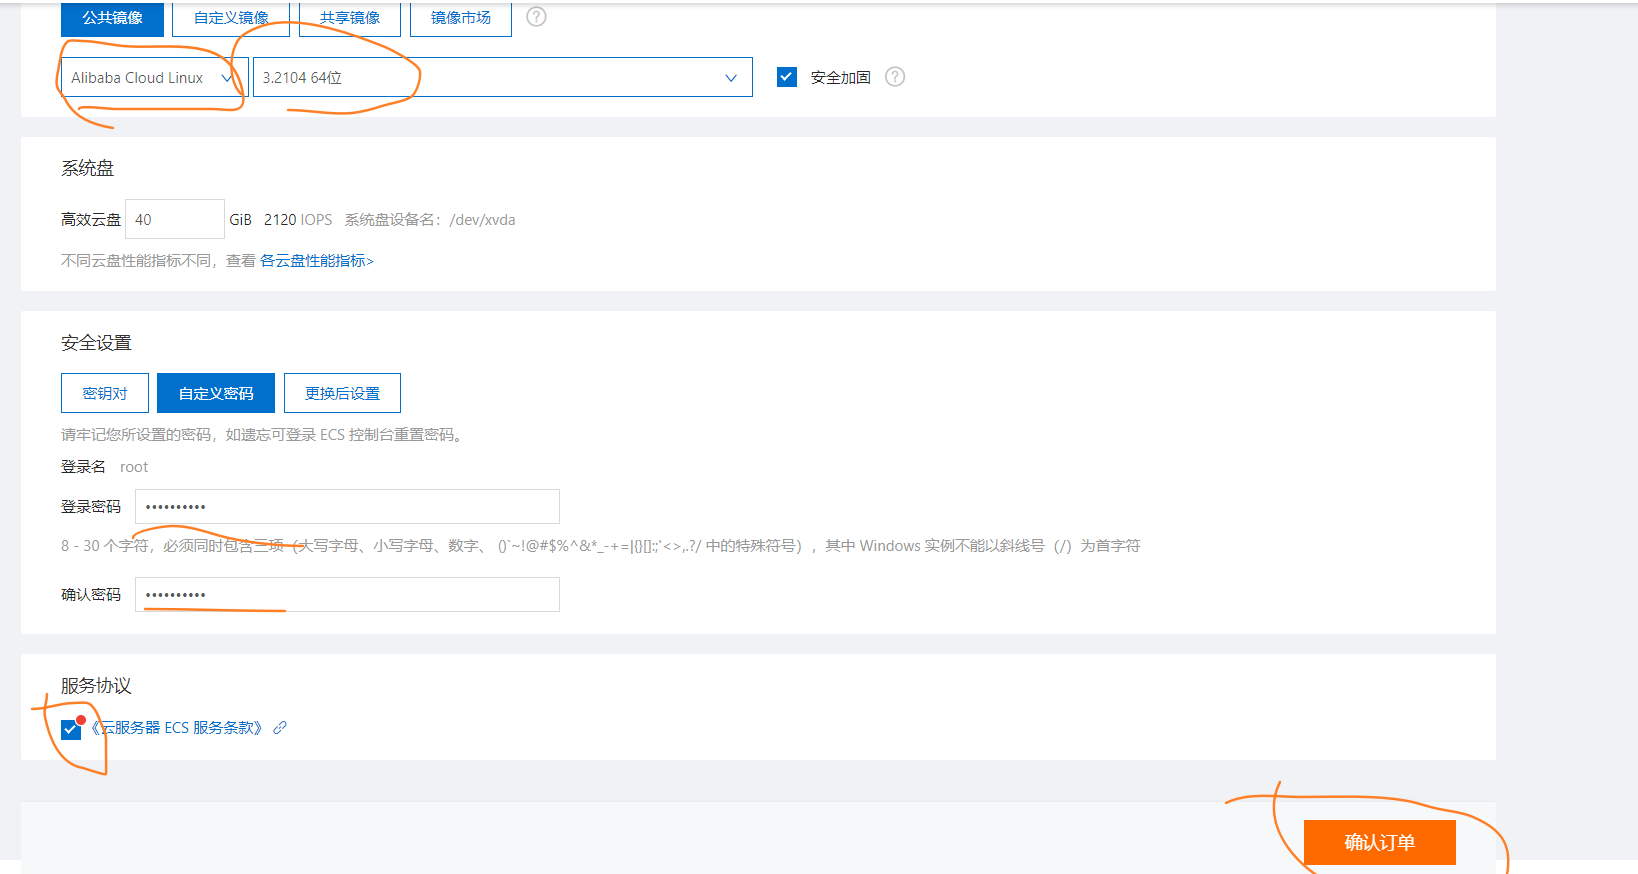 公共镜像 自定义镜像 共享镜像 镜像市场 ?
Alibaba Cloud Linux 3.2104 64位 安全加固 ?
系统盘
高效云盘 40 GiB 2120 IOPS 系统盘设备名：/dev/xvda
不同云盘性能指标不同，查看 各云盘性能指标>
安全设置
密钥对 自定义密码 更换后设置
请牢记您所设置的密码，如遗忘可登录 ECS 控制台重置密码。
登录名 root
登录密码 ••••••••••
8 - 30 个字符，必须同时包含三项（大写字母、小写字母、数字、 ()`~!@#$%^&*_-+=|{}[]:;'<>,.?/ 中的特殊符号），其中 Windows 实例不能以斜线号（/）为首字符
确认密码 ••••••••••
服务协议
《云服务器 ECS 服务条款》
确认订单